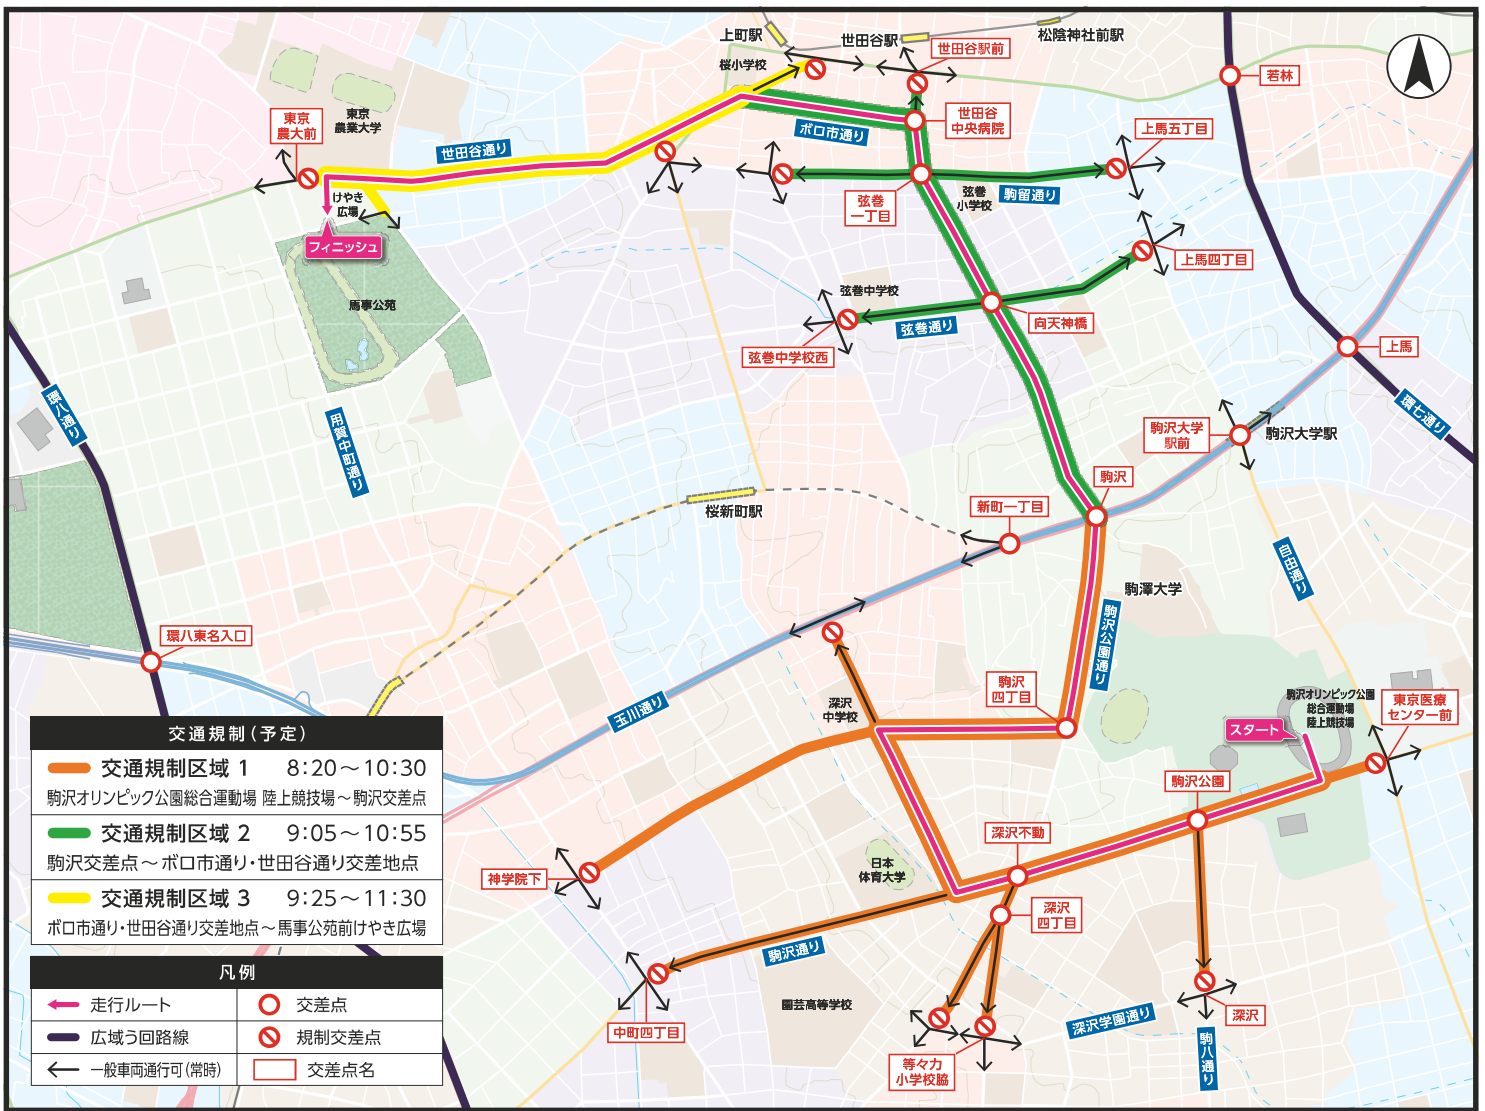 上町駅
世田谷駅
松陰神社前駅
世田谷駅前
桜小学校
若林
東京
農大前
東京
農業大学
世田谷
中央病院
上馬五丁目
ボロ市通り
世田谷通り
けやき
広場
弦巻
一丁目
弦巻
小学校
駒留通り
フィニッシュ
上馬四丁目
馬事公苑
弦巻中学校
弦巻通り
向天神橋
弦巻中学校西
上馬
環八通り
用賀中町通り
環七通り
駒沢大学
駅前
駒沢大学駅
駒沢
桜新町駅
新町一丁目
自由通り
駒澤大学
駒沢公園通り
環八東名入口
駒沢
四丁目
深沢
中学校
玉川通り
駒沢オリンピック公園
総合運動場
陸上競技場
東京医療
センター前
スタート
駒沢公園
深沢不動
日本
体育大学
神学院下
深沢
四丁目
駒沢通り
園芸高等学校
中町四丁目
深沢
深沢学園通り
駒八通り
等々力
小学校脇
交通規制(予定)
交通規制区域 1 8:20〜10:30
駒沢オリンピック公園総合運動場 陸上競技場〜駒沢交差点
交通規制区域 2 9:05〜10:55
駒沢交差点〜ボロ市通り・世田谷通り交差地点
交通規制区域 3 9:25〜11:30
ボロ市通り・世田谷通り交差地点〜馬事公苑前けやき広場
凡例
走行ルート 交差点
広域う回路線 規制交差点
一般車両通行可(常時) 交差点名